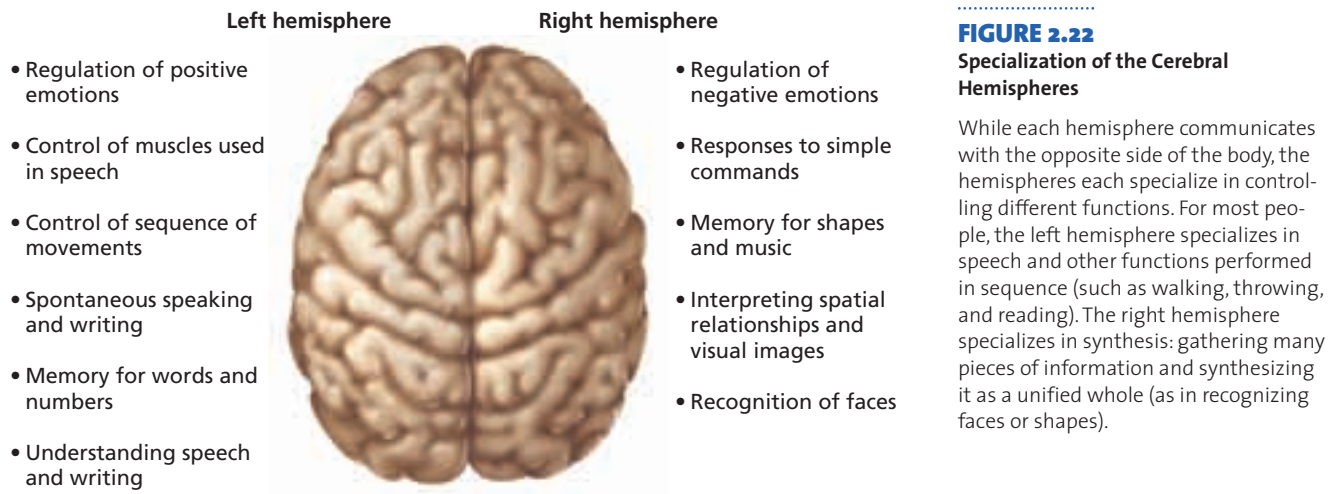 Left hemisphere
• Regulation of positive
emotions
• Control of muscles used
in speech
• Control of sequence of
movements
• Spontaneous speaking
and writing
• Memory for words and
numbers
• Understanding speech
and writing
Right hemisphere
• Regulation of
negative emotions
• Responses to simple
commands
• Memory for shapes
and music
• Interpreting spatial
relationships and
visual images
• Recognition of faces
FIGURE 2.22
Specialization of the Cerebral
Hemispheres
While each hemisphere communicates
with the opposite side of the body, the
hemispheres each specialize in control-
ling different functions. For most peo-
ple, the left hemisphere specializes in
speech and other functions performed
in sequence (such as walking, throwing,
and reading). The right hemisphere
specializes in synthesis: gathering many
pieces of information and synthesizing
it as a unified whole (as in recognizing
faces or shapes).